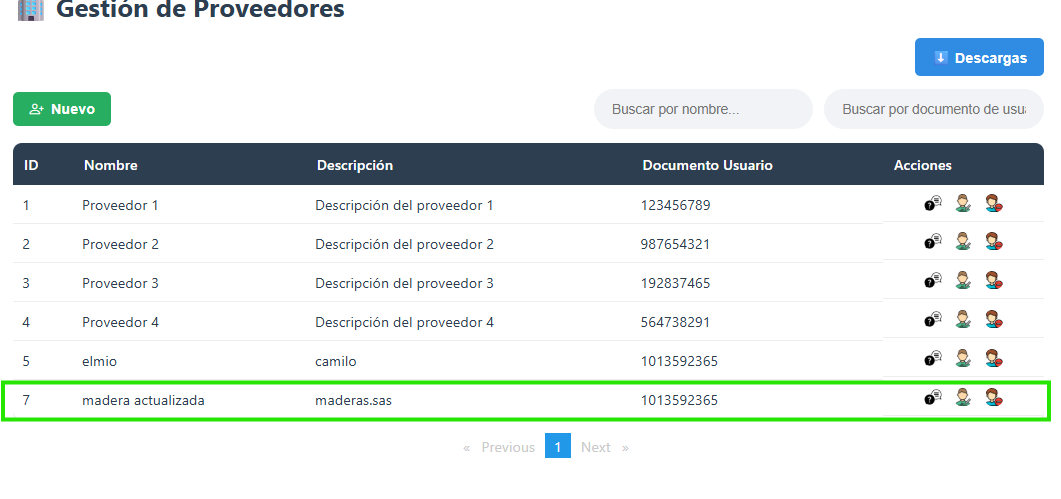 Gestión de Proveedores
Descargas
Nuevo
Buscar por nombre...
Buscar por documento de usua
ID Nombre Descripción Documento Usuario Acciones
1 Proveedor 1 Descripción del proveedor 1 123456789
2 Proveedor 2 Descripción del proveedor 2 987654321
3 Proveedor 3 Descripción del proveedor 3 192837465
4 Proveedor 4 Descripción del proveedor 4 564738291
5 elmio camilo 1013592365
7 madera actualizada maderas.sas 1013592365
« Previous 1 Next »